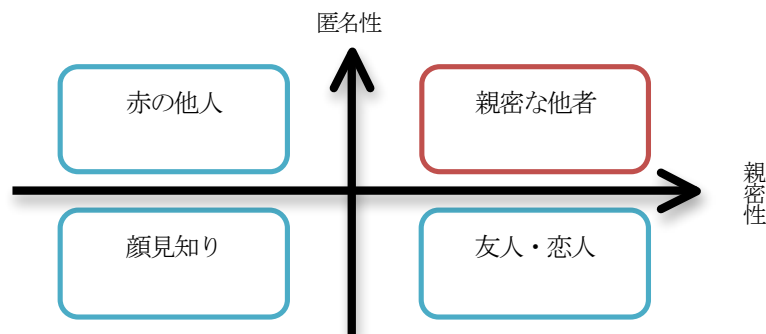 匿名性
赤の他人
親密な他者
親密性
顔見知り
友人・恋人